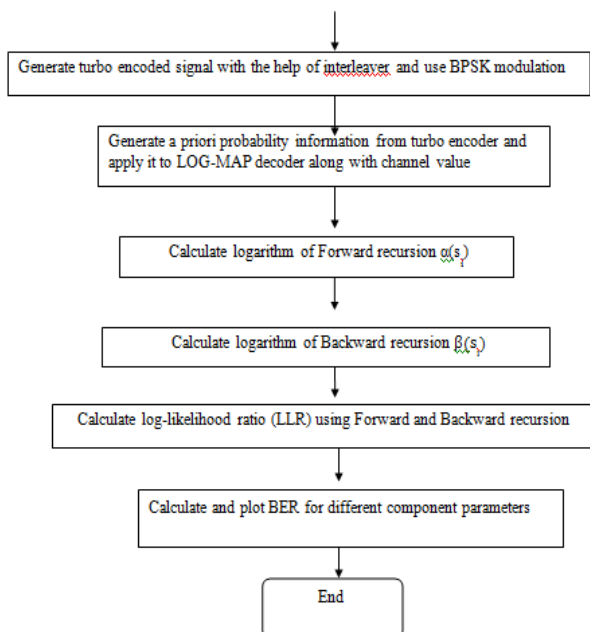 Generate turbo encoded signal with the help of interleaver and use BPSK modulation
Generate a priori probability information from turbo encoder and
apply it to LOG-MAP decoder along with channel value
Calculate logarithm of Forward recursion α(s_i)
Calculate logarithm of Backward recursion β(s_i)
Calculate log-likelihood ratio (LLR) using Forward and Backward recursion
Calculate and plot BER for different component parameters
End